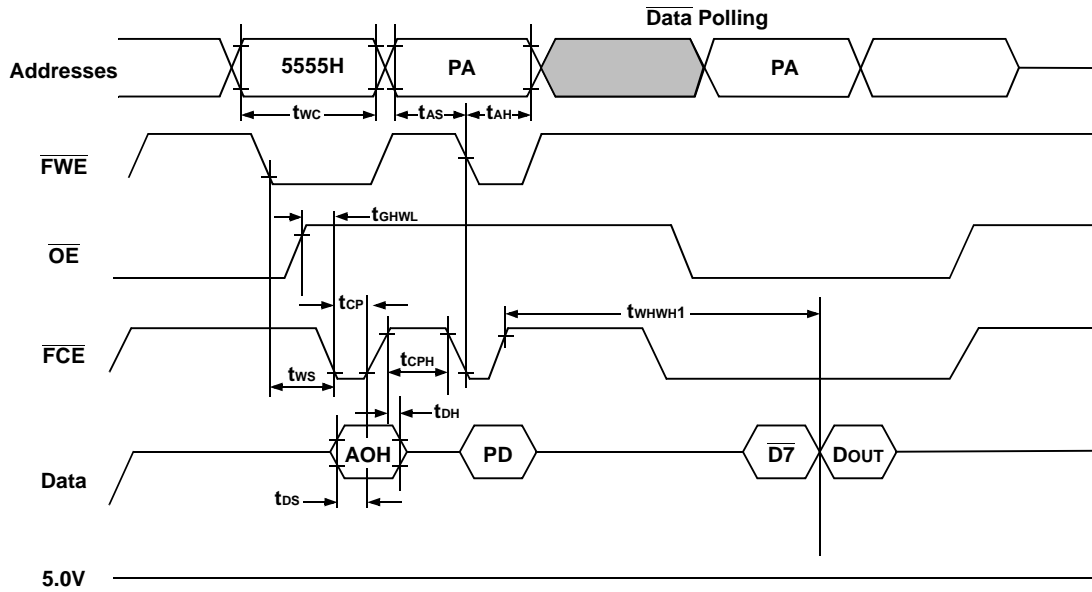 Data Polling
Addresses
5555H
PA
PA
tWC
tAS
tAH
FWE
tGHWL
OE
tCP
tWHWH1
FCE
tCPH
tWS
tDH
Data
AOH
PD
D7
DOUT
tDS
5.0V